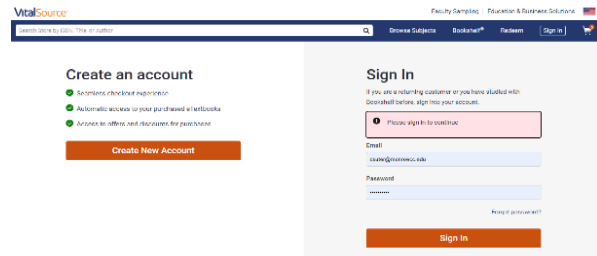 VitalSource
Faculty Sampling | Education & Business Solutions
Search Store by ISBN, Title, or author
Browse Subjects
Bookshelf®
Redeem
Sign in
Create an account
Seamless checkout experience
Automatic access to your purchased eTextbooks
Access to offers and discounts for purchases
Create New Account
Sign In
If you are a returning customer or you have studied with
Bookshelf before, sign into your account.
Please sign in to continue
Email
Password
Forgot password?
Sign In